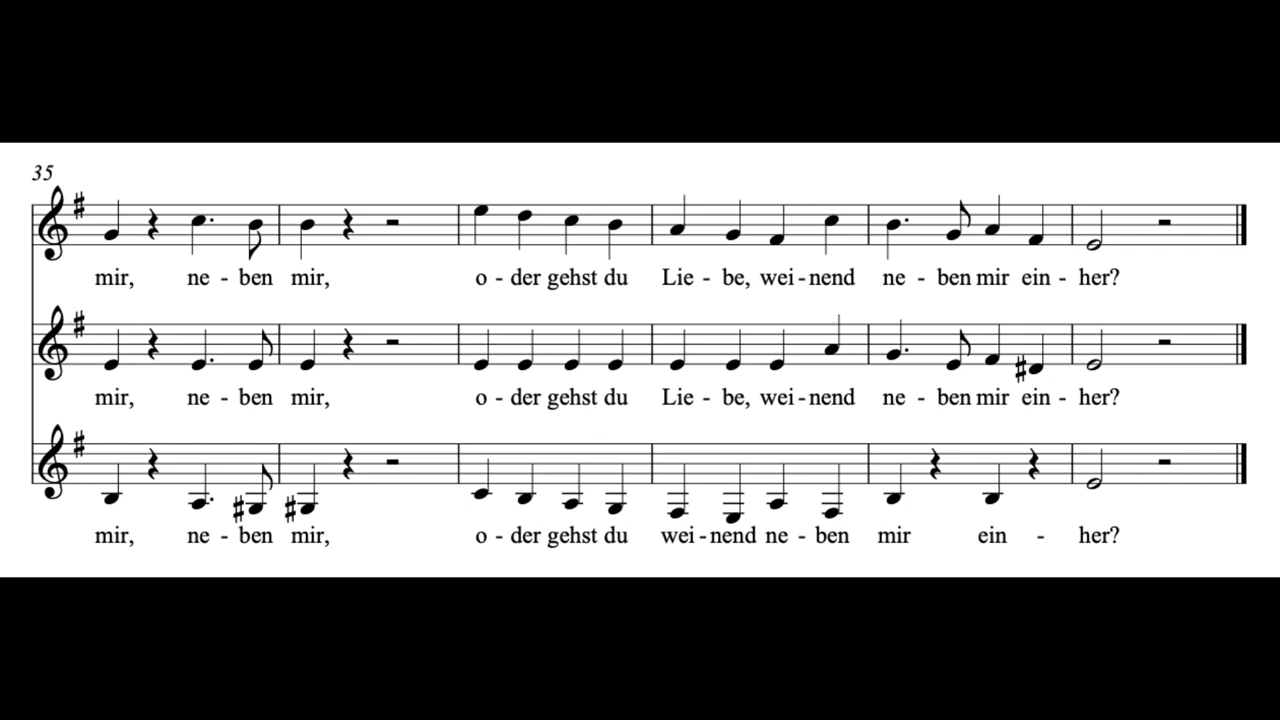 35
mir, ne - ben mir, o - der gehst du Lie - be, wei - nend ne - ben mir ein - her?
mir, ne - ben mir, o - der gehst du Lie - be, wei - nend ne - ben mir ein - her?
mir, ne - ben mir, o - der gehst du wei - nend ne - ben mir ein - her?